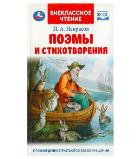 ВНЕКЛАССНОЕ ЧТЕНИЕ
Н. А. Некрасов
ПОЭМЫ
И СТИХОТВОРЕНИЯ